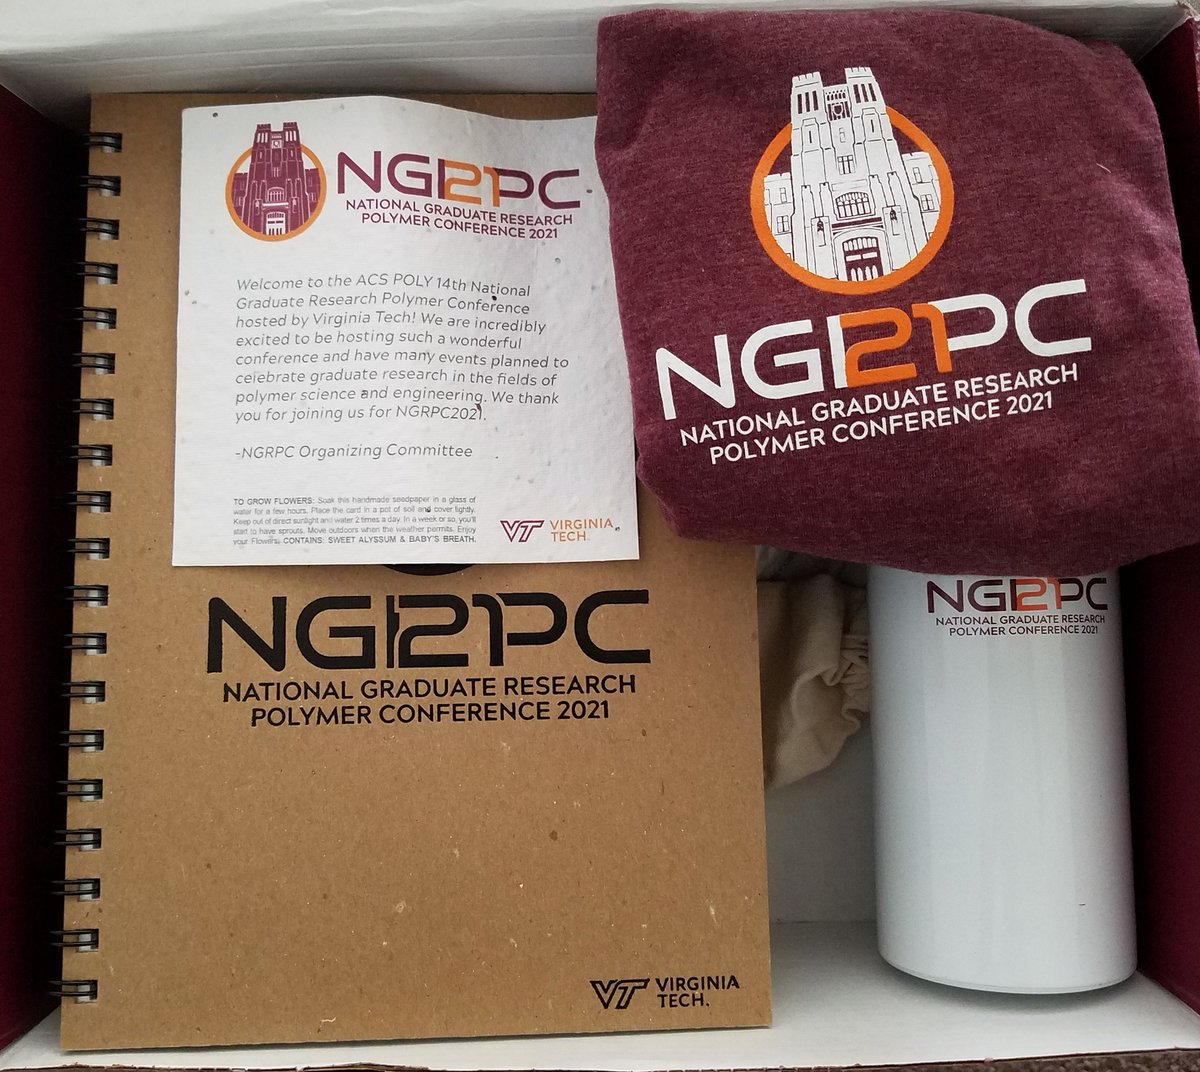 NGR21PC
NATIONAL GRADUATE RESEARCH
POLYMER CONFERENCE 2021
Welcome to the ACS POLY 14th National
Graduate Research Polymer Conference
hosted by Virginia Tech! We are incredibly
excited to be hosting such a wonderful
conference and have many events planned to
celebrate graduate research in the fields of
polymer science and engineering. We thank
you for joining us for NGRPC2021.
-NGRPC Organizing Committee
TO GROW FLOWERS: Soak this handmade seedpaper in a glass of
water for a few hours. Place the card in a pot of soil and cover lightly.
Keep out of direct sunlight and water 2 times a day. In a week or so, you'll
start to have sprouts. Move outdoors when the weather permits. Enjoy
your Flowers. CONTAINS: SWEET ALYSSUM & BABY'S BREATH.
VT VIRGINIA
TECH.
NGR21PC
NATIONAL GRADUATE RESEARCH
POLYMER CONFERENCE 2021
VT VIRGINIA
TECH.
NGR21PC
NATIONAL GRADUATE RESEARCH
POLYMER CONFERENCE 2021
NGR21PC
NATIONAL GRADUATE RESEARCH
POLYMER CONFERENCE 2021